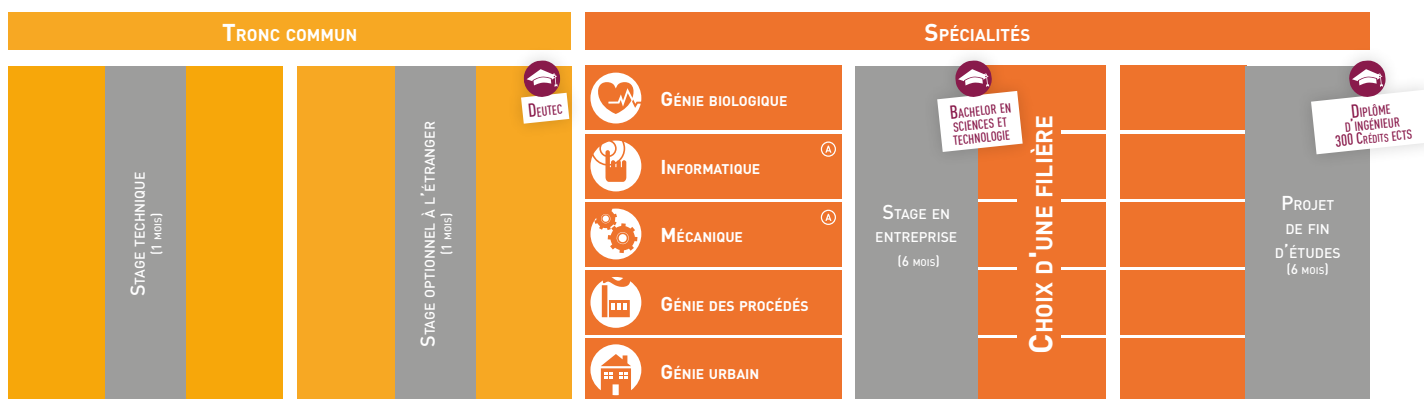 Tronc commun
Spécialités
Stage technique
(1 mois)
Stage optionnel à l'étranger
(1 mois)
Deutec
Génie biologique
Informatique
A
Mécanique
A
Génie des procédés
Génie urbain
Stage en
entreprise
(6 mois)
Bachelor en
sciences et
technologie
Choix d'une filière
Diplôme
d'ingénieur
300 Crédits ECTS
Projet
de fin
d'études
(6 mois)